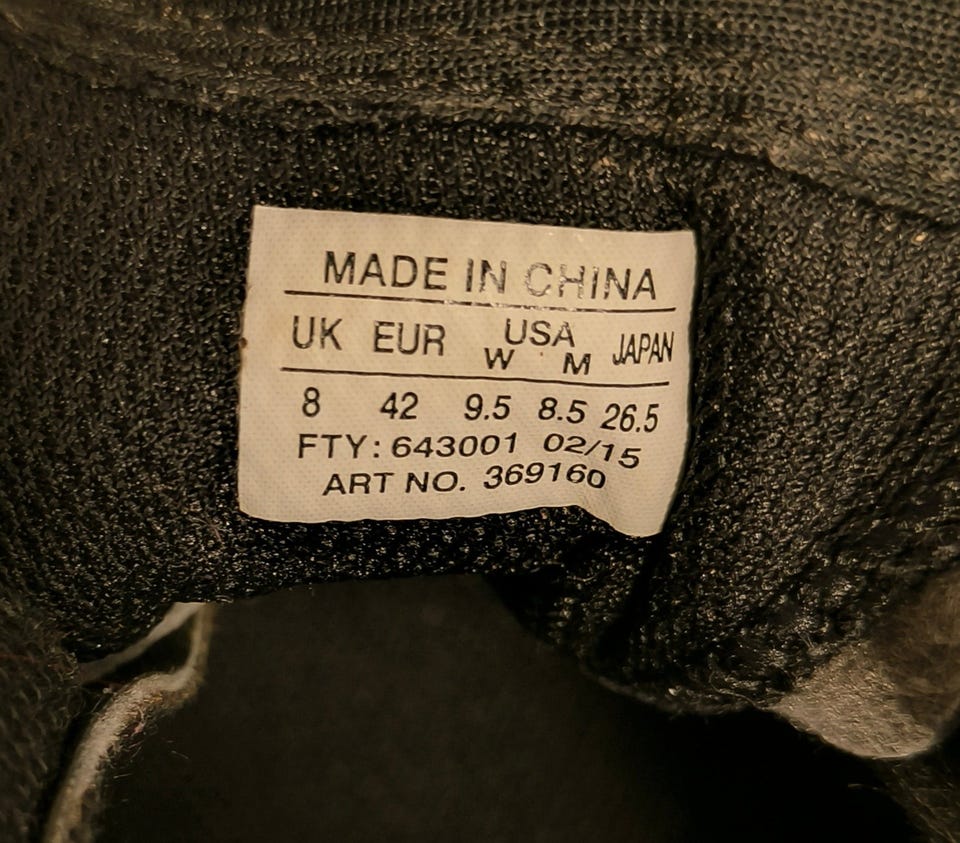 MADE IN CHINA
UK EUR USA JAPAN
W M
8 42 9.5 8.5 26.5
FTY: 643001 02/15
ART NO. 369160